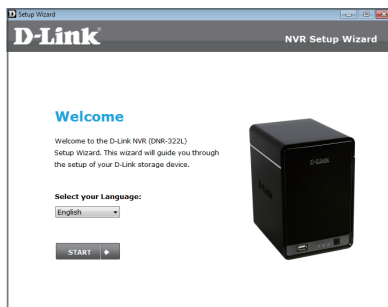 Setup Wizard
D-Link
NVR Setup Wizard
Welcome
Welcome to the D-Link NVR (DNR-322L)
Setup Wizard. This wizard will guide you through
the setup of your D-Link storage device.
Select your Language:
English
START
D-Link
D-Link